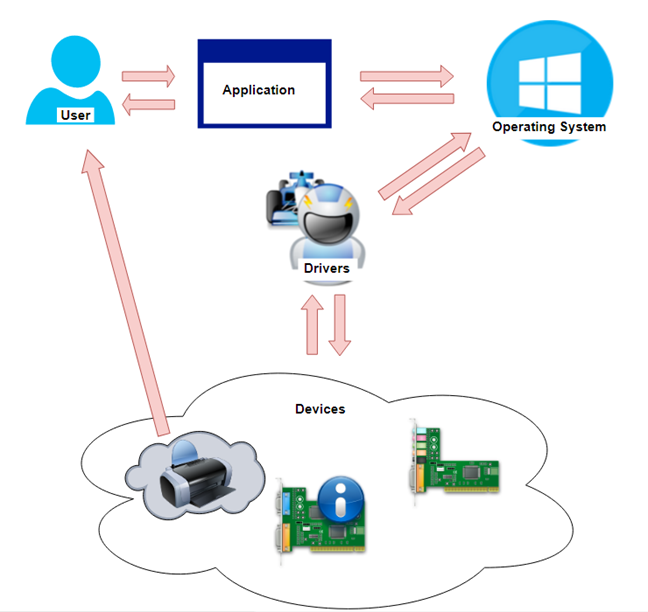 User
Application
Operating System
Drivers
Devices